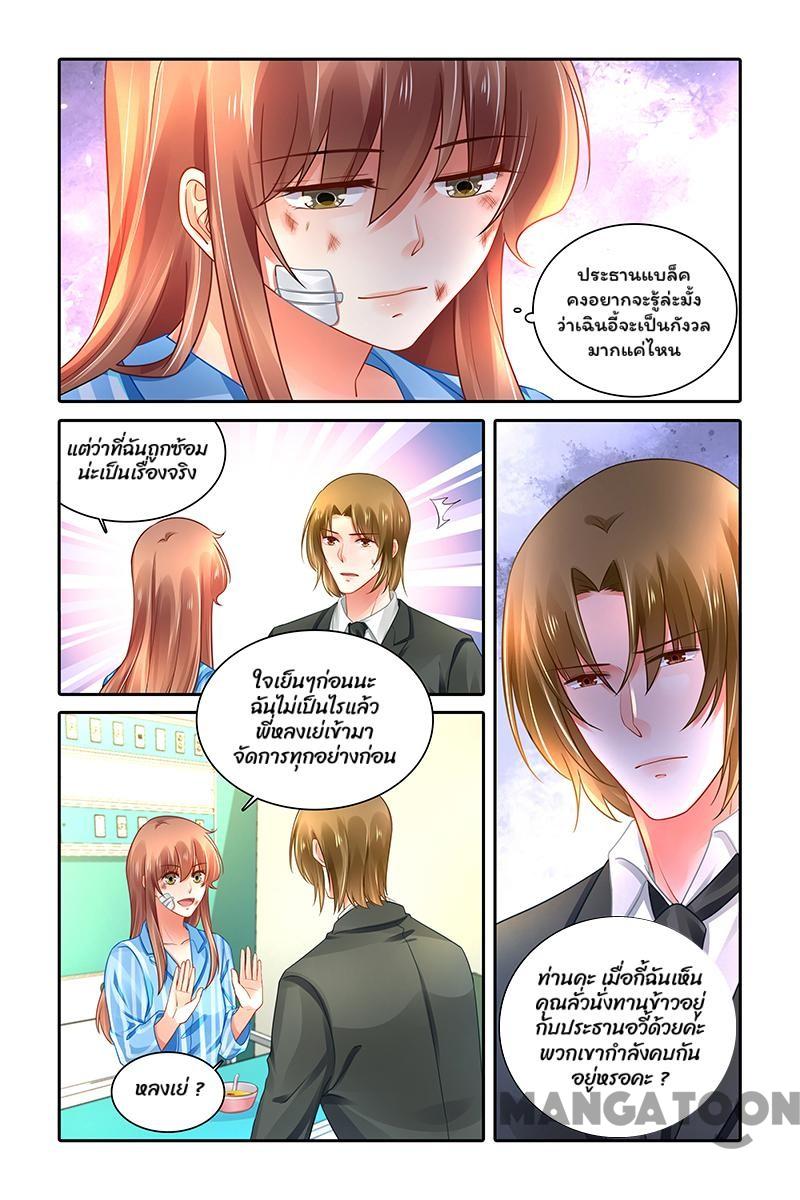 ประธานแบล็ค
คงอยากจะรู้ล่ะมั้ง
ว่าเฉินอี้จะเป็นกังวล
มากแค่ไหน
แต่ว่าที่ฉันถูกซ้อม
น่ะเป็นเรื่องจริง
ใจเย็นๆก่อนนะ
ฉันไม่เป็นไรแล้ว
พี่หลงเย่เข้ามา
จัดการทุกอย่างก่อน
หลงเย่ ?
ท่านคะ เมื่อกี้ฉันเห็น
คุณลั่วนั่งทานข้าวอยู่
กับประธานอวี้ด้วยค่ะ
พวกเขากำลังคบกัน
อยู่หรอคะ ?
MANGATOON